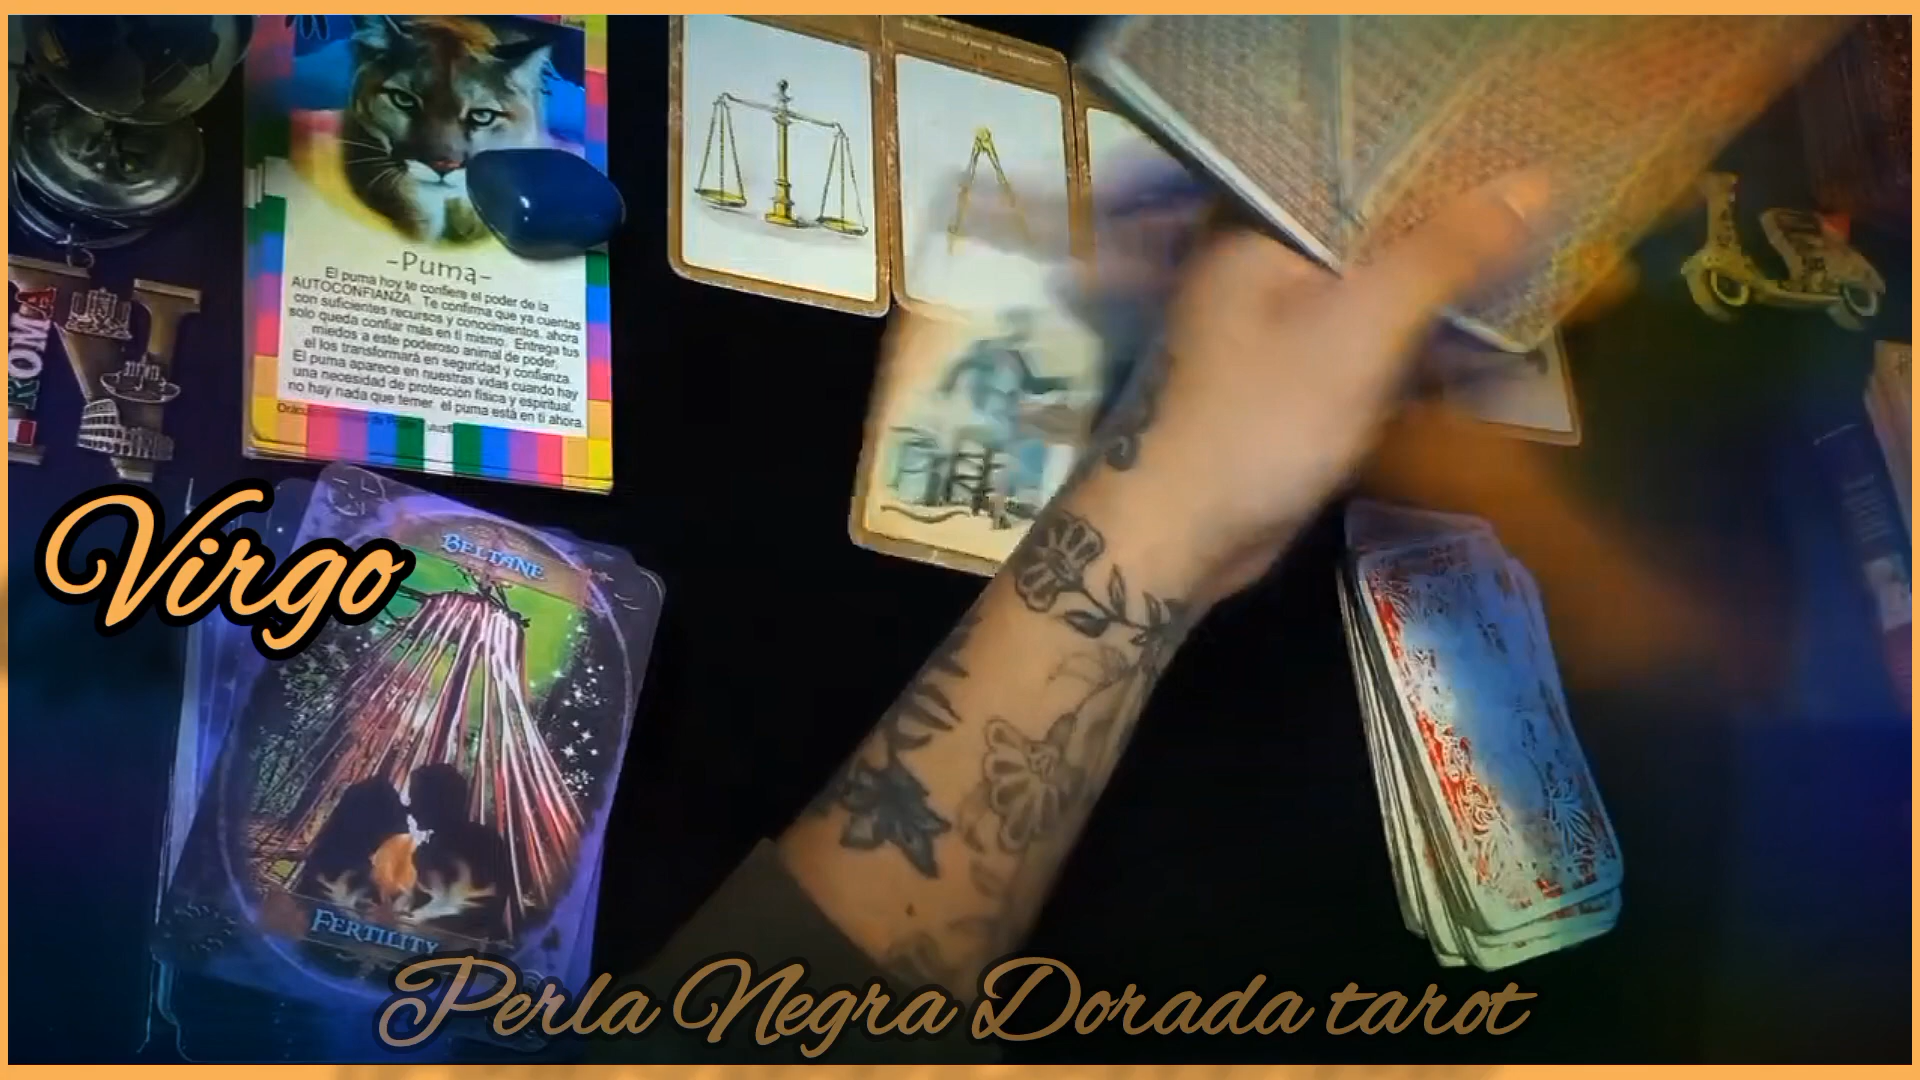 -Puma-
El puma hoy te confiere el poder de la
AUTOCONFIANZA. Te confirma que ya cuentas
con suficientes recursos y conocimientos, ahora
solo queda confiar más en ti mismo. Entrega tus
miedos a este poderoso animal de poder,
el los transformará en seguridad y confianza.
El puma aparece en nuestras vidas cuando hay
una necesidad de protección física y espiritual.
no hay nada que temer, el puma está en ti ahora.
ROMA
Virgo
BELTANE
FERTILITY
Perla Negra Dorada tarot